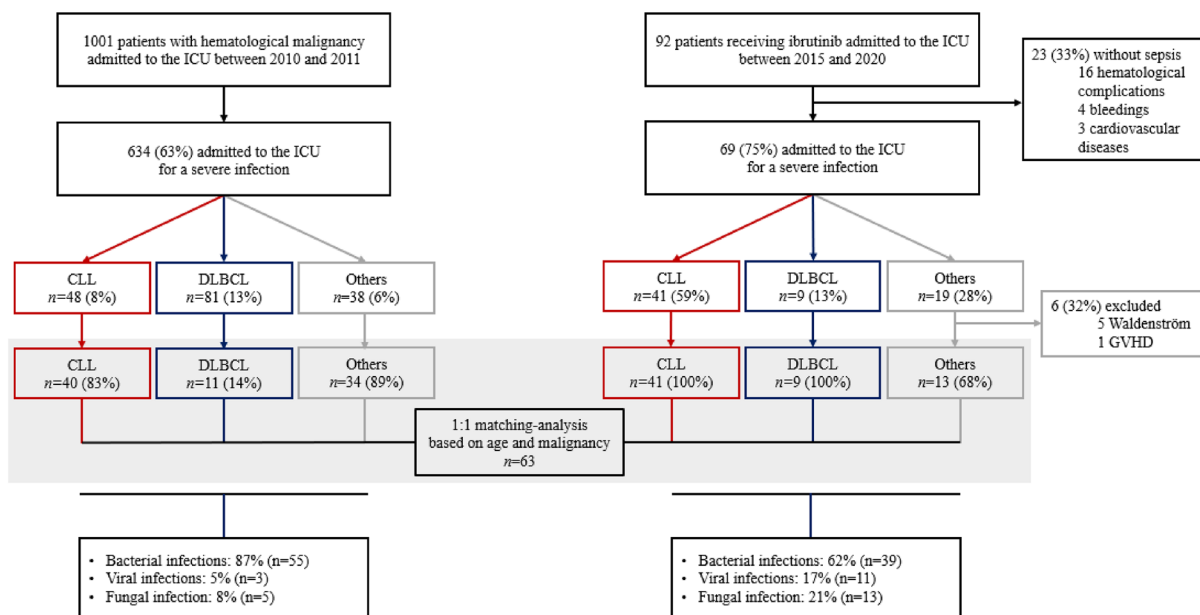 1001 patients with hematological malignancy
admitted to the ICU between 2010 and 2011
92 patients receiving ibrutinib admitted to the ICU
between 2015 and 2020
23 (33%) without sepsis
16 hematological
complications
4 bleedings
3 cardiovascular
diseases
634 (63%) admitted to the ICU
for a severe infection
69 (75%) admitted to the ICU
for a severe infection
CLL
n=48 (8%)
DLBCL
n=81 (13%)
Others
n=38 (6%)
CLL
n=41 (59%)
DLBCL
n=9 (13%)
Others
n=19 (28%)
6 (32%) excluded
5 Waldenström
1 GVHD
CLL
n=40 (83%)
DLBCL
n=11 (14%)
Others
n=34 (89%)
CLL
n=41 (100%)
DLBCL
n=9 (100%)
Others
n=13 (68%)
1:1 matching-analysis
based on age and malignancy
n=63
• Bacterial infections: 87% (n=55)
• Viral infections: 5% (n=3)
• Fungal infection: 8% (n=5)
• Bacterial infections: 62% (n=39)
• Viral infections: 17% (n=11)
• Fungal infection: 21% (n=13)